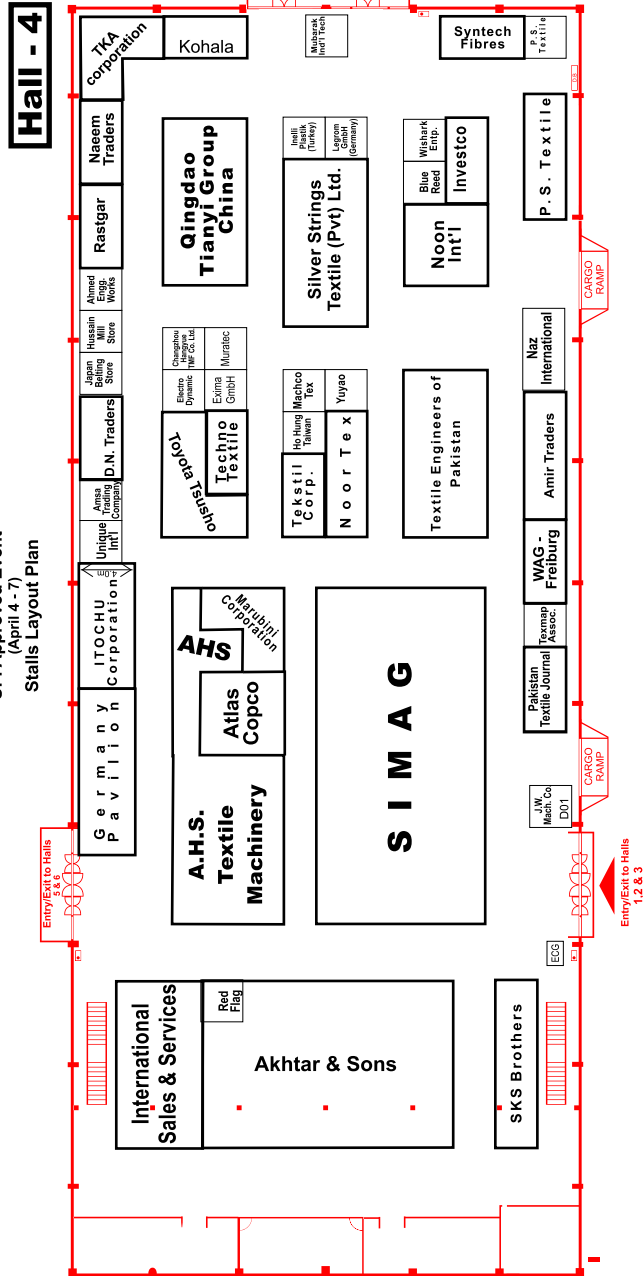 Hall - 4
(April 4 - 7)
Stalls Layout Plan
TKA
corporation
Kohala
Mubarak
Ind'l Tech
Syntech
Fibres
P.S.
Textile
D.B
Naeem
Traders
Rastgar
Ahmed
Engg.
Works
Hussain
Mill
Store
Japan
Belting
Store
D.N. Traders
Amsa
Trading
Company
Unique
Int'l
4.0m
ITOCHU
Corporation
Germany
Pavilion
Qingdao
Tianyi Group
China
Changzhou
Hangyue
TMF Co. Ltd.
Muratec
Electro
Dynamic
Exima
GmbH
Toyota Tsusho
Techno
Textile
Inelli
Plastik
(Turkey)
Legrom
GmbH
(Germany)
Silver Strings
Textile (Pvt) Ltd.
Machco
Tex
Yuyao
Ho Hung
Taiwan
Tekstil
Corp.
Noor Tex
Wishark
Entp.
Blue
Reed
Investco
Noon
Int'l
Textile Engineers of
Pakistan
P.S. Textile
CARGO
RAMP
Naz
International
Amir Traders
WAG -
Freiburg
Texmap
Assoc.
Pakistan
Textile Journal
CARGO
RAMP
J.W.
Mach. Co.
D01
Marubini
Corporation
AHS
Atlas
Copco
A.H.S.
Textile
Machinery
SIMAG
Entry/Exit to Halls
5 & 6
Entry/Exit to Halls
1,2 & 3
ECG
International
Sales & Services
Red
Flag
Akhtar & Sons
SKS Brothers